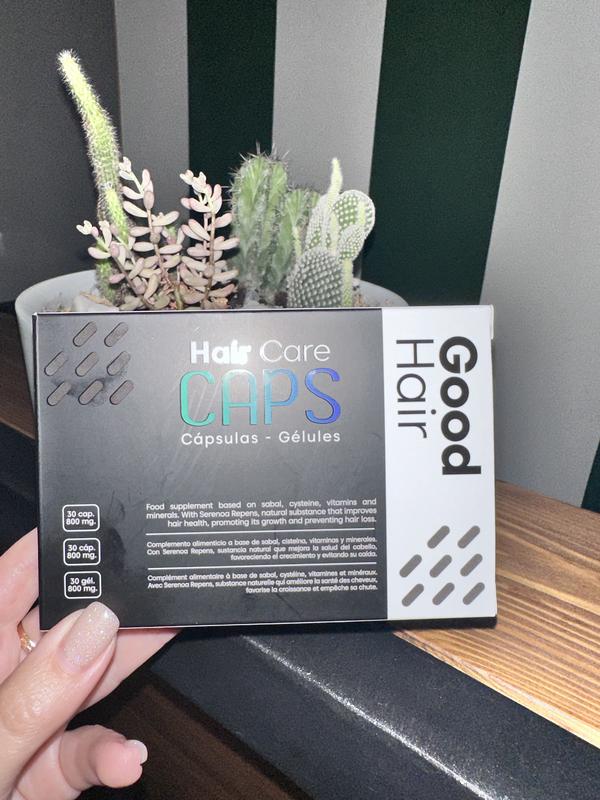 Hair Care
CAPS
Cápsulas - Gélules
Good
Hair
30 cap.
800 mg.
30 cáp.
800 mg.
30 gél.
800 mg.
Food supplement based on sabal, cysteine, vitamins and
minerals. With Serenoa Repens, natural substance that improves
hair health, promoting its growth and preventing hair loss.
Complemento alimenticio a base de sabal, cisteína, vitaminas y minerales.
Con Serenoa Repens, sustancia natural que mejora la salud del cabello,
favoreciendo el crecimiento y evitando su caída.
Complément alimentaire à base de sabal, cystéine, vitamines et minéraux.
Avec Serenoa Repens, substance naturelle qui améliore la santé des cheveux,
favorise la croissance et empêche sa chute.